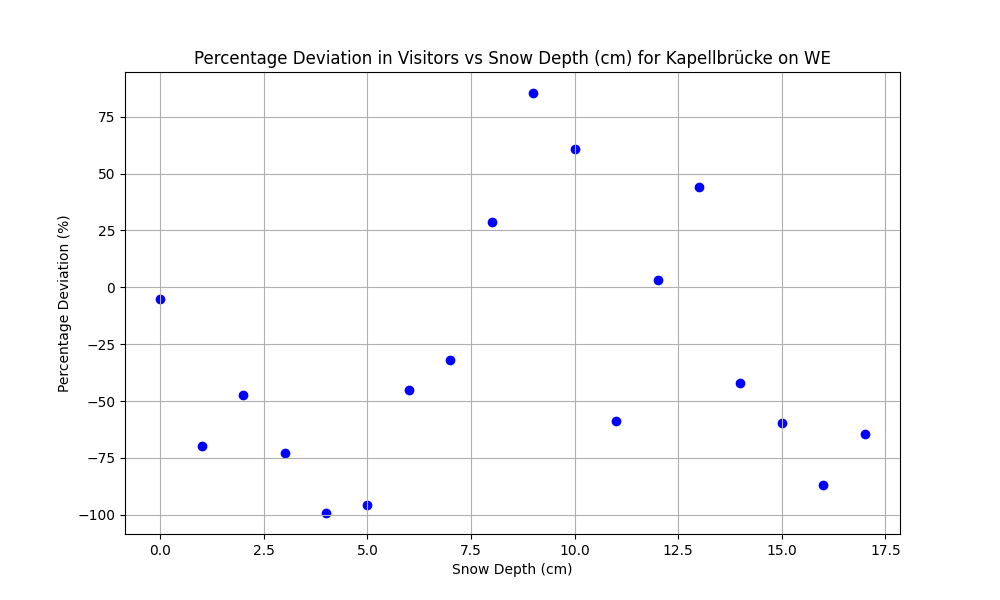 Percentage Deviation in Visitors vs Snow Depth (cm) for Kapellbrücke on WE
Percentage Deviation (%)
75
50
25
0
−25
−50
−75
−100
0.0 2.5 5.0 7.5 10.0 12.5 15.0 17.5
Snow Depth (cm)